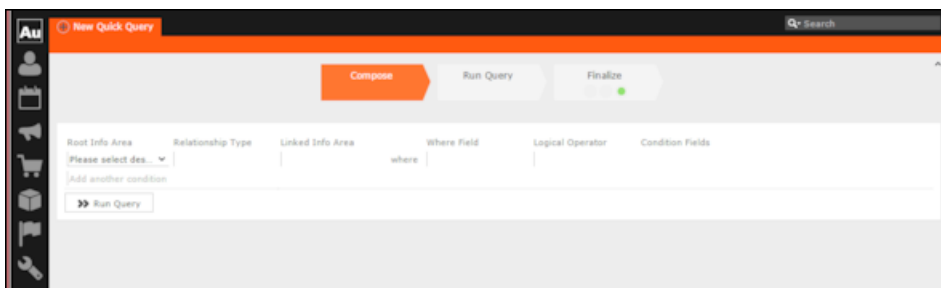 Au
New Quick Query
Search
Compose
Run Query
Finalize
Root Info Area Relationship Type Linked Info Area Where Field Logical Operator Condition Fields
Please select des... where
Add another condition
Run Query